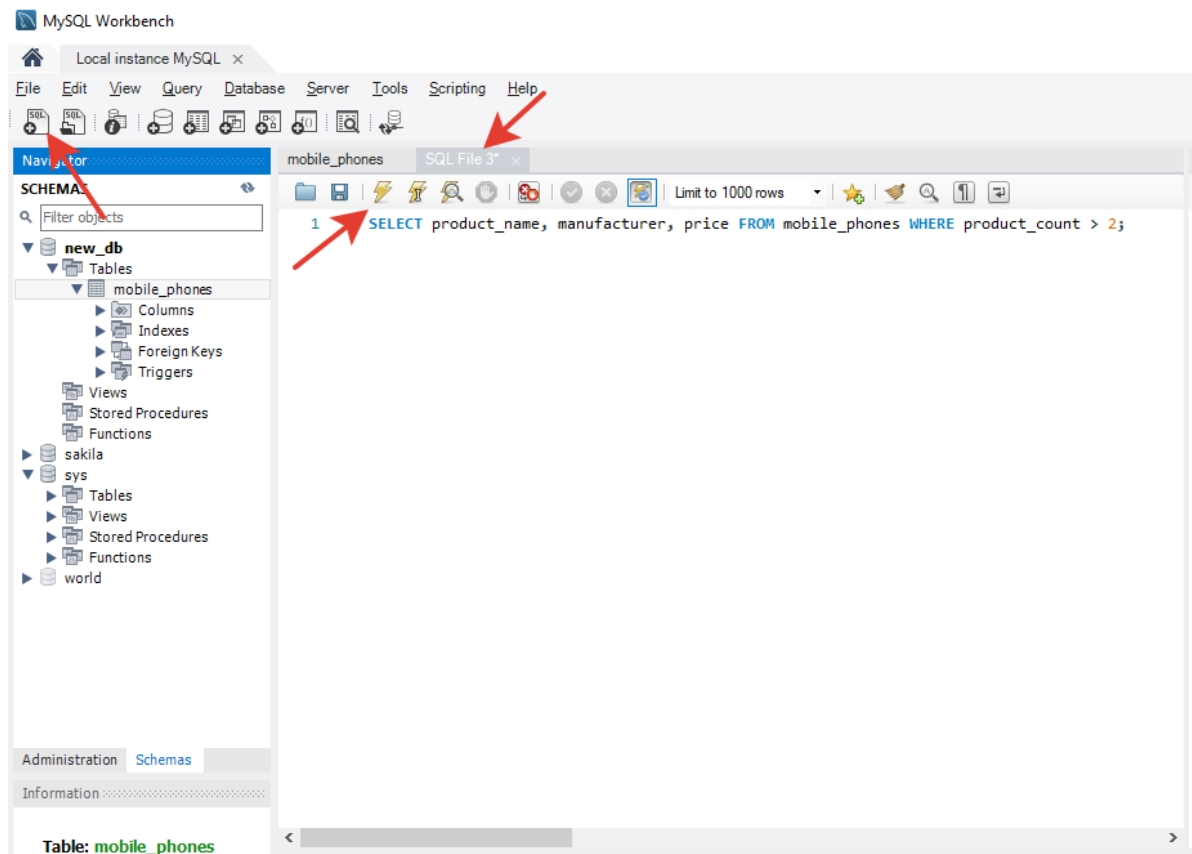 MySQL Workbench
Local instance MySQL ×
File Edit View Query Database Server Tools Scripting Help
SQL SQL
Navigator
mobile_phones SQL File 3* ×
SCHEMAS
Limit to 1000 rows
Filter objects
1 SELECT product_name, manufacturer, price FROM mobile_phones WHERE product_count > 2;
new_db
Tables
mobile_phones
Columns
Indexes
Foreign Keys
Triggers
Views
Stored Procedures
Functions
sakila
sys
Tables
Views
Stored Procedures
Functions
world
Administration Schemas
Information
Table: mobile_phones